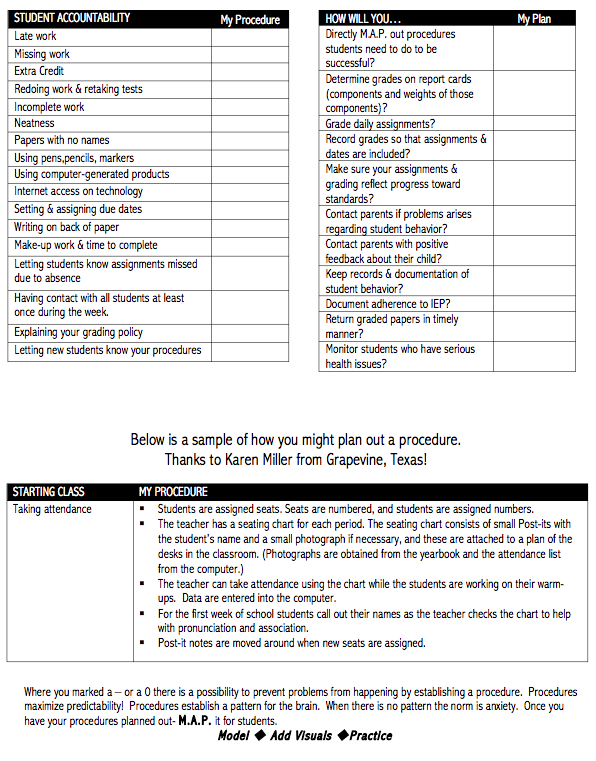 STUDENT ACCOUNTABILITY My Procedure
Late work
Missing work
Extra Credit
Redoing work & retaking tests
Incomplete work
Neatness
Papers with no names
Using pens,pencils, markers
Using computer-generated products
Internet access on technology
Setting & assigning due dates
Writing on back of paper
Make-up work & time to complete
Letting students know assignments missed
due to absence
Having contact with all students at least
once during the week.
Explaining your grading policy
Letting new students know your procedures
HOW WILL YOU… My Plan
Directly M.A.P. out procedures
students need to do to be
successful?
Determine grades on report cards
(components and weights of those
components)?
Grade daily assignments?
Record grades so that assignments &
dates are included?
Make sure your assignments &
grading reflect progress toward
standards?
Contact parents if problems arises
regarding student behavior?
Contact parents with positive
feedback about their child?
Keep records & documentation of
student behavior?
Document adherence to IEP?
Return graded papers in timely
manner?
Monitor students who have serious
health issues?
Below is a sample of how you might plan out a procedure.
Thanks to Karen Miller from Grapevine, Texas!
STARTING CLASS MY PROCEDURE
Taking attendance
▪ Students are assigned seats. Seats are numbered, and students are assigned numbers.
▪ The teacher has a seating chart for each period. The seating chart consists of small Post-its with
the student's name and a small photograph if necessary, and these are attached to a plan of the
desks in the classroom. (Photographs are obtained from the yearbook and the attendance list
from the computer.)
▪ The teacher can take attendance using the chart while the students are working on their warm-
ups. Data are entered into the computer.
▪ For the first week of school students call out their names as the teacher checks the chart to help
with pronunciation and association.
▪ Post-it notes are moved around when new seats are assigned.
Where you marked a – or a 0 there is a possibility to prevent problems from happening by establishing a procedure. Procedures
maximize predictability! Procedures establish a pattern for the brain. When there is no pattern the norm is anxiety. Once you
have your procedures planned out- M.A.P. it for students.
Model ◆ Add Visuals ◆Practice